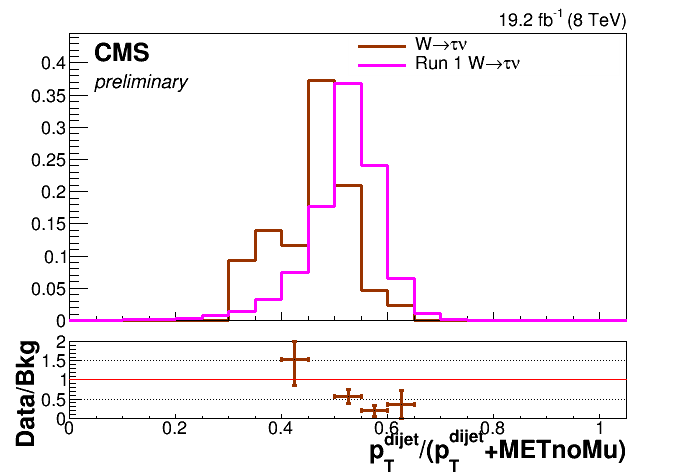 19.2 fb⁻¹ (8 TeV)
CMS
preliminary
W→τν
Run 1 W→τν
0.4
0.35
0.3
0.25
0.2
0.15
0.1
0.05
0
Data/Bkg
2
1.5
1
0.5
0
0 0.2 0.4 0.6 0.8 1
p_T^dijet/(p_T^dijet+METnoMu)